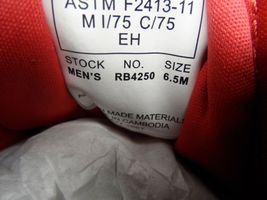 ASTM F2413-11
M I/75 C/75
EH
STOCK NO. SIZE
MEN'S RB4250 6.5M
MADE MATERIALS
CAMBODIA